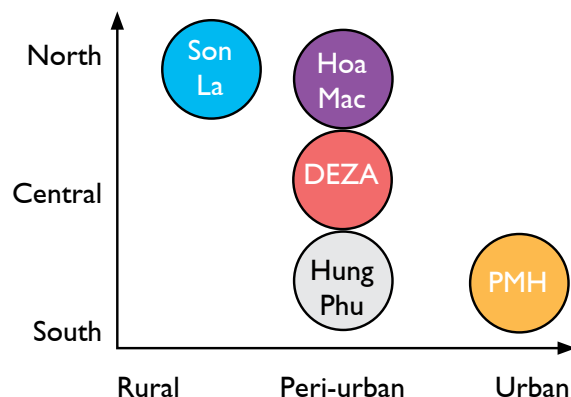 North
Son
La
Hoa
Mac
Central
DEZA
Hung
Phu
PMH
South
Rural
Peri-urban
Urban